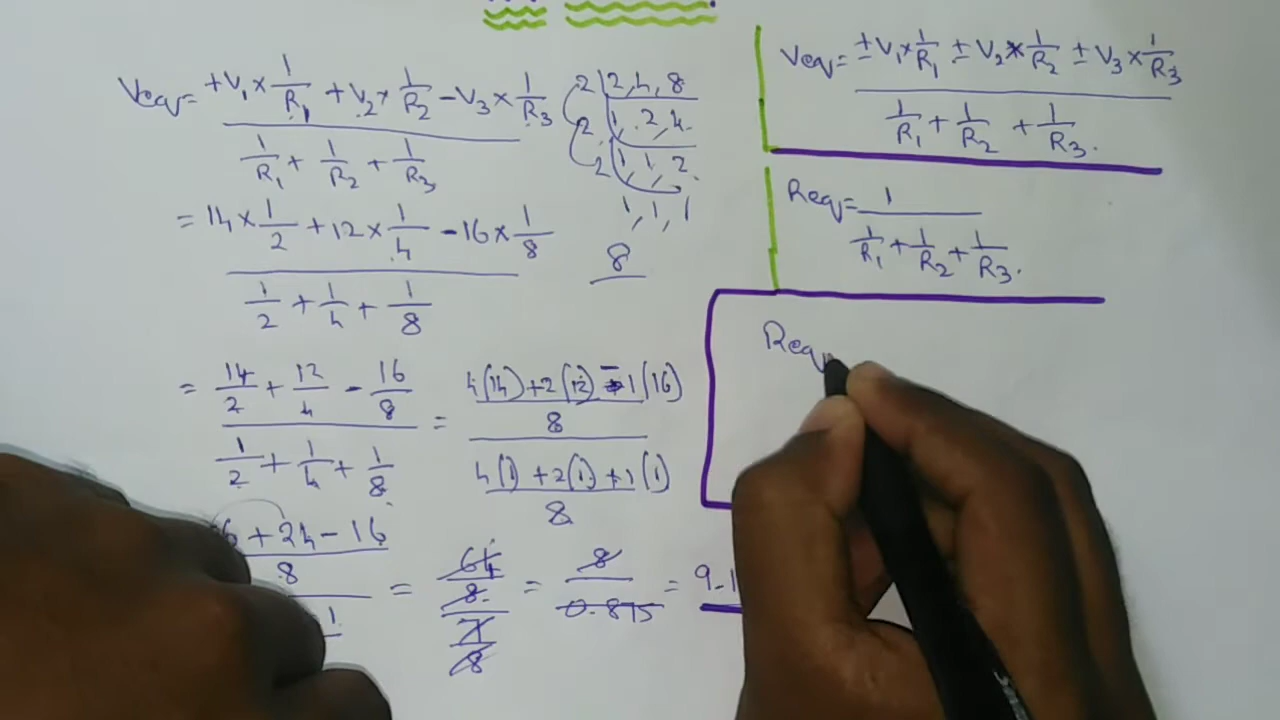 Veq = +V₁ × 1/R₁ + V₂ × 1/R₂ − V₃ × 1/R₃
1/R₁ + 1/R₂ + 1/R₃
= 14 × 1/2 + 12 × 1/4 − 16 × 1/8
1/2 + 1/4 + 1/8
= 14/2 + 12/4 − 16/8
1/2 + 1/4 + 1/8
= 4(14) + 2(12) − 1(16)
8
4(1) + 2(1) + 1(1)
8
6 + 24 − 16
8
1
= 64
8
7
8
= 8
0.875
= 9.1
2 | 2, 4, 8
2 | 1, 2, 4
2 | 1, 1, 2
1, 1, 1
8
Veq = ±V₁ × 1/R₁ ± V₂ × 1/R₂ ± V₃ × 1/R₃
1/R₁ + 1/R₂ + 1/R₃.
Req = 1
1/R₁ + 1/R₂ + 1/R₃.
Req